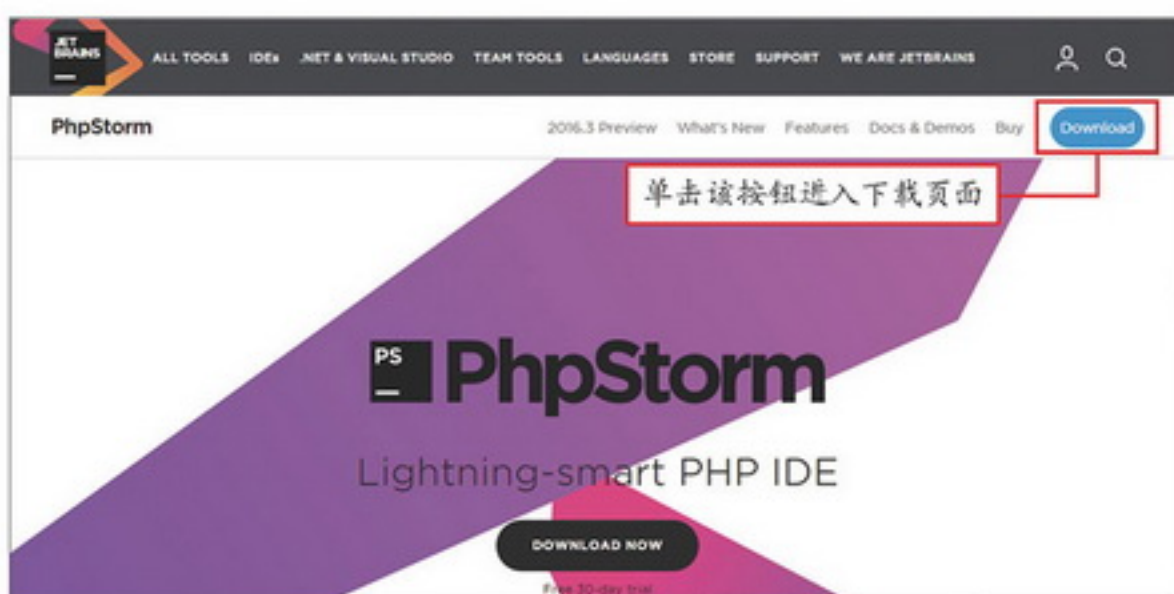 JET
BRAINS
ALL TOOLS IDEs .NET & VISUAL STUDIO TEAM TOOLS LANGUAGES STORE SUPPORT WE ARE JETBRAINS
PhpStorm 2016.3 Preview What's New Features Docs & Demos Buy Download
单击该按钮进入下载页面
PS
PhpStorm
Lightning-smart PHP IDE
DOWNLOAD NOW
Free 30-day trial